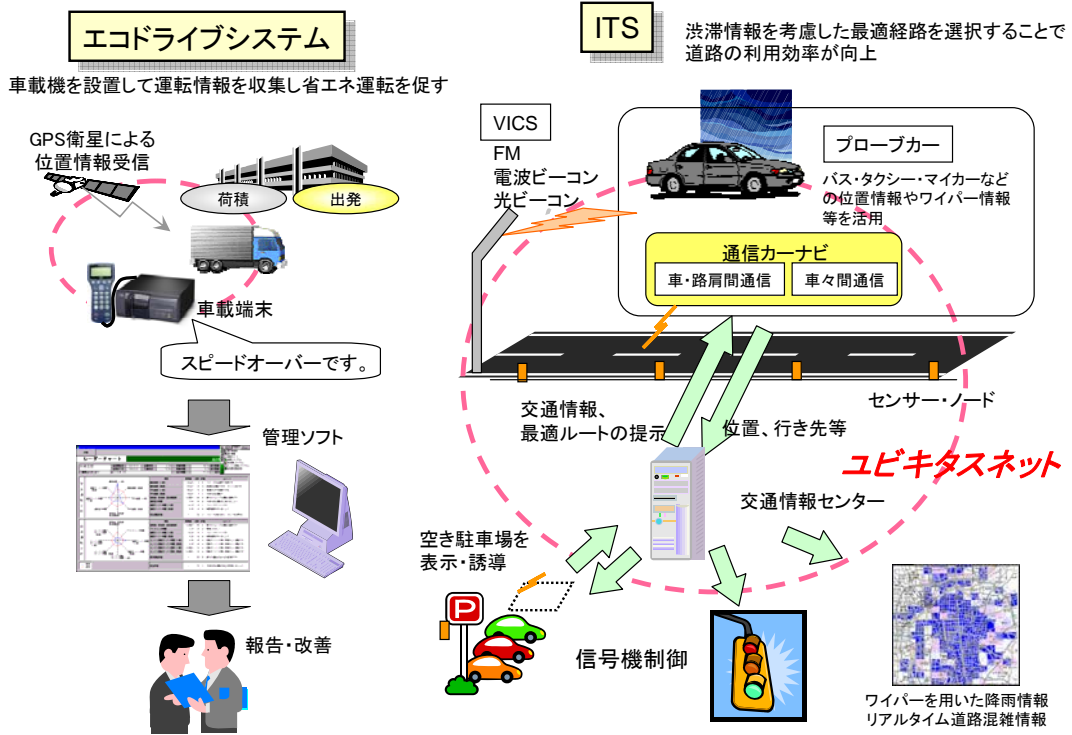 エコドライブシステム
車載機を設置して運転情報を収集し省エネ運転を促す
GPS衛星による
位置情報受信
荷積
出発
車載端末
スピードオーバーです。
管理ソフト
報告・改善
ITS
渋滞情報を考慮した最適経路を選択することで
道路の利用効率が向上
VICS
FM
電波ビーコン
光ビーコン
プローブカー
バス・タクシー・マイカーなど
の位置情報やワイパー情報
等を活用
通信カーナビ
車・路肩間通信
車々間通信
センサー・ノード
交通情報、
最適ルートの提示
位置、行き先等
ユビキタスネット
交通情報センター
空き駐車場を
表示・誘導
P
信号機制御
ワイパーを用いた降雨情報
リアルタイム道路混雑情報